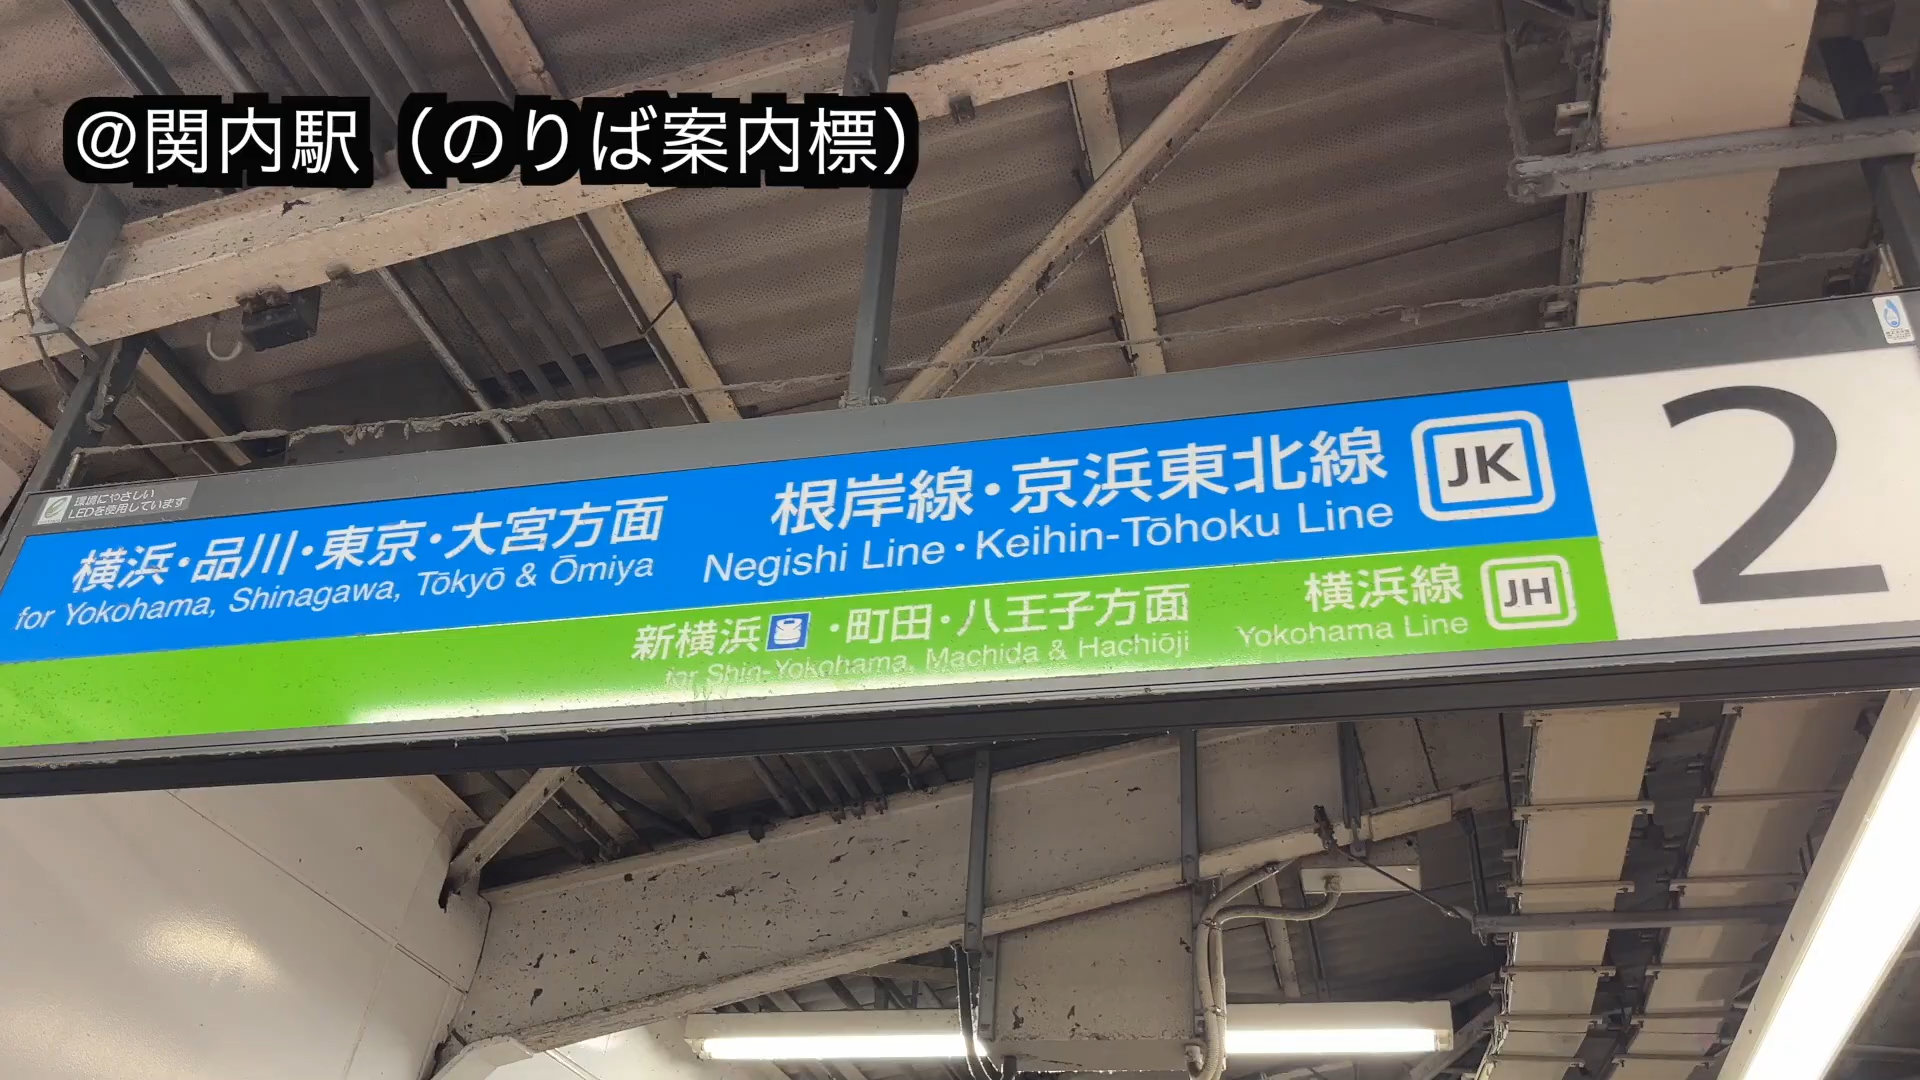 @関内駅（のりば案内標）
環境にやさしい
LEDを使用しています
横浜・品川・東京・大宮方面
for Yokohama, Shinagawa, Tōkyō & Ōmiya
根岸線・京浜東北線
Negishi Line・Keihin-Tōhoku Line
JK
2
新横浜・町田・八王子方面
for Shin-Yokohama, Machida & Hachiōji
横浜線
Yokohama Line
JH